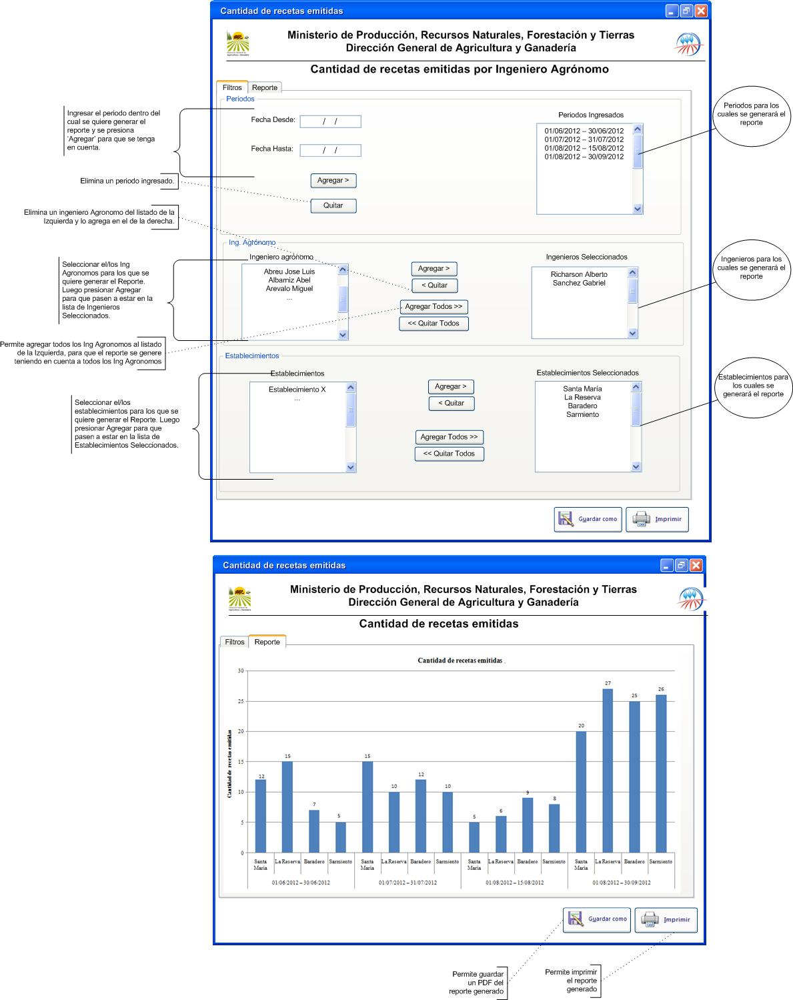 Cantidad de recetas emitidas
Ministerio de Producción, Recursos Naturales, Forestación y Tierras
Dirección General de Agricultura y Ganadería
Cantidad de recetas emitidas por Ingeniero Agrónomo
Filtros
Reporte
Periodos
Ingresar el periodo dentro del
cual se quiere generar el
reporte y se presiona
'Agregar' para que se tenga
en cuenta.
Fecha Desde:
/ /
Fecha Hasta:
/ /
Agregar >
Quitar
Periodos Ingresados
01/06/2012 – 30/06/2012
01/07/2012 – 31/07/2012
01/08/2012 – 15/08/2012
01/08/2012 – 30/09/2012
Periodos para los
cuales se generará el
reporte
Elimina un periodo ingresado.
Elimina un ingeniero Agronomo del listado de la
Izquierda y lo agrega en el de la derecha.
Ing. Agrónomo
Ingeniero agrónomo
Abreu Jose Luis
Albarniz Abel
Arevalo Miguel
...
Agregar >
< Quitar
Agregar Todos >>
<< Quitar Todos
Ingenieros Seleccionados
Richarson Alberto
Sanchez Gabriel
Ingenieros para los
cuales se generará el
reporte
Seleccionar el/los Ing
Agronomos para los que se
quiere generar el Reporte.
Luego presionar Agregar
para que pasen a estar en la
lista de Ingenieros
Seleccionados.
Permite agregar todos los Ing Agronomos al listado
de la Izquierda, para que el reporte se genere
teniendo en cuenta a todos los Ing Agronomos
Establecimientos
Establecimientos
Establecimiento X
...
Agregar >
< Quitar
Agregar Todos >>
<< Quitar Todos
Establecimientos Seleccionados
Santa María
La Reserva
Baradero
Sarmiento
Establecimientos para
los cuales se
generará el reporte
Seleccionar el/los
establecimientos para los que se
quiere generar el Reporte. Luego
presionar Agregar para que
pasen a estar en la lista de
Establecimientos Seleccionados.
Guardar como
Imprimir
Cantidad de recetas emitidas
Ministerio de Producción, Recursos Naturales, Forestación y Tierras
Dirección General de Agricultura y Ganadería
Cantidad de recetas emitidas
Filtros
Reporte
Cantidad de recetas emitidas .
Cantidad de recetas emitidas
30
25
20
15
10
5
0
12
15
7
5
15
10
12
10
5
6
9
8
20
27
25
26
Santa María
La Reserva
Baradero
Sarmiento
Santa María
La Reserva
Baradero
Sarmiento
Santa María
La Reserva
Baradero
Sarmiento
Santa María
La Reserva
Baradero
Sarmiento
01/06/2012 – 30/06/2012
01/07/2012 – 31/07/2012
01/08/2012 – 15/08/2012
01/08/2012 – 30/09/2012
Guardar como
Imprimir
Permite guardar
un PDF del
reporte generado
Permite imprimir
el reporte
generado